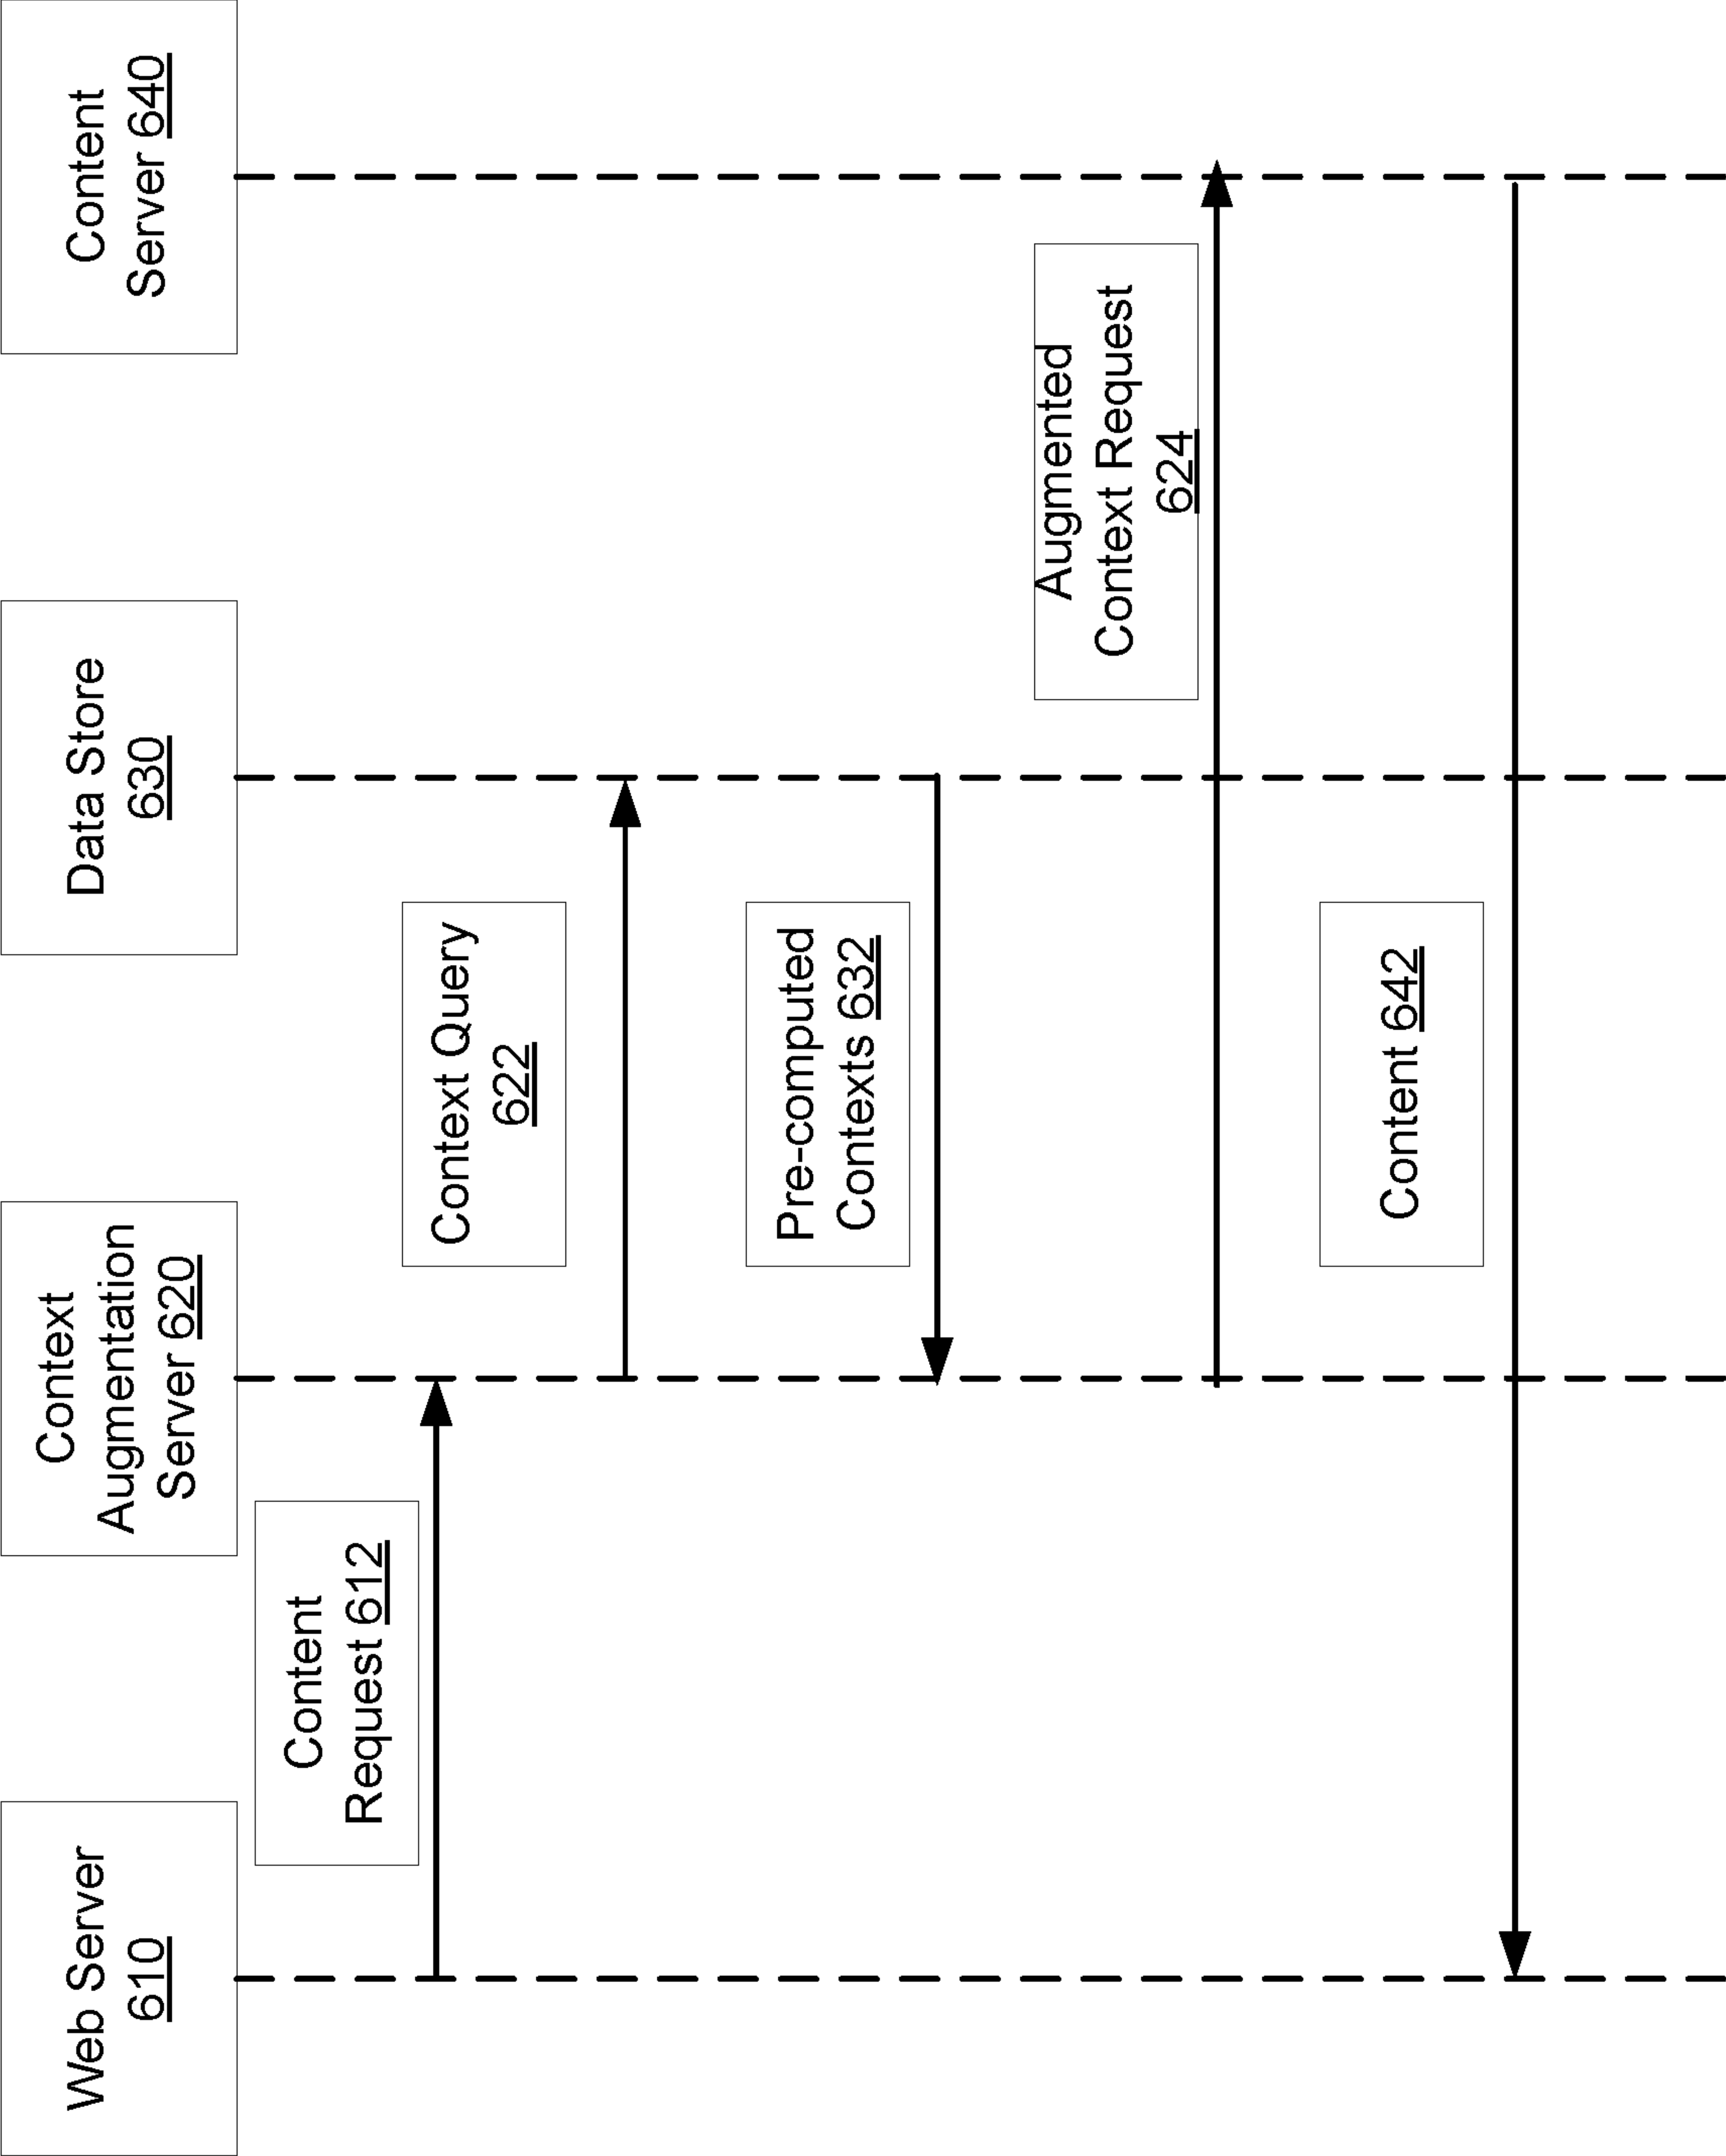 Web Server
610
Context
Augmentation
Server 620
Data Store
630
Content
Server 640
Content
Request 612
Context Query
622
Pre-computed
Contexts 632
Augmented
Context Request
624
Content 642